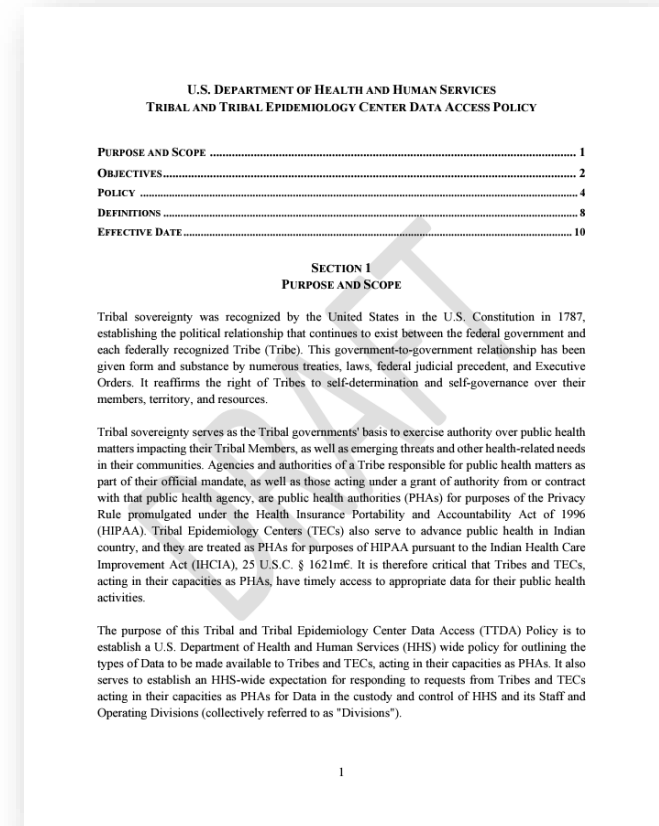 U.S. DEPARTMENT OF HEALTH AND HUMAN SERVICES
TRIBAL AND TRIBAL EPIDEMIOLOGY CENTER DATA ACCESS POLICY
PURPOSE AND SCOPE ........................................................................................................................ 1
OBJECTIVES........................................................................................................................ 2
POLICY ........................................................................................................................ 4
DEFINITIONS ........................................................................................................................ 8
EFFECTIVE DATE........................................................................................................................ 10
SECTION 1
PURPOSE AND SCOPE
Tribal sovereignty was recognized by the United States in the U.S. Constitution in 1787,
establishing the political relationship that continues to exist between the federal government and
each federally recognized Tribe (Tribe). This government-to-government relationship has been
given form and substance by numerous treaties, laws, federal judicial precedent, and Executive
Orders. It reaffirms the right of Tribes to self-determination and self-governance over their
members, territory, and resources.
Tribal sovereignty serves as the Tribal governments' basis to exercise authority over public health
matters impacting their Tribal Members, as well as emerging threats and other health-related needs
in their communities. Agencies and authorities of a Tribe responsible for public health matters as
part of their official mandate, as well as those acting under a grant of authority from or contract
with that public health agency, are public health authorities (PHAs) for purposes of the Privacy
Rule promulgated under the Health Insurance Portability and Accountability Act of 1996
(HIPAA). Tribal Epidemiology Centers (TECs) also serve to advance public health in Indian
country, and they are treated as PHAs for purposes of HIPAA pursuant to the Indian Health Care
Improvement Act (IHCIA), 25 U.S.C. § 1621m€. It is therefore critical that Tribes and TECs,
acting in their capacities as PHAs, have timely access to appropriate data for their public health
activities.
The purpose of this Tribal and Tribal Epidemiology Center Data Access (TTDA) Policy is to
establish a U.S. Department of Health and Human Services (HHS) wide policy for outlining the
types of Data to be made available to Tribes and TECs, acting in their capacities as PHAs. It also
serves to establish an HHS-wide expectation for responding to requests from Tribes and TECs
acting in their capacities as PHAs for Data in the custody and control of HHS and its Staff and
Operating Divisions (collectively referred to as "Divisions").
1
DRAFT